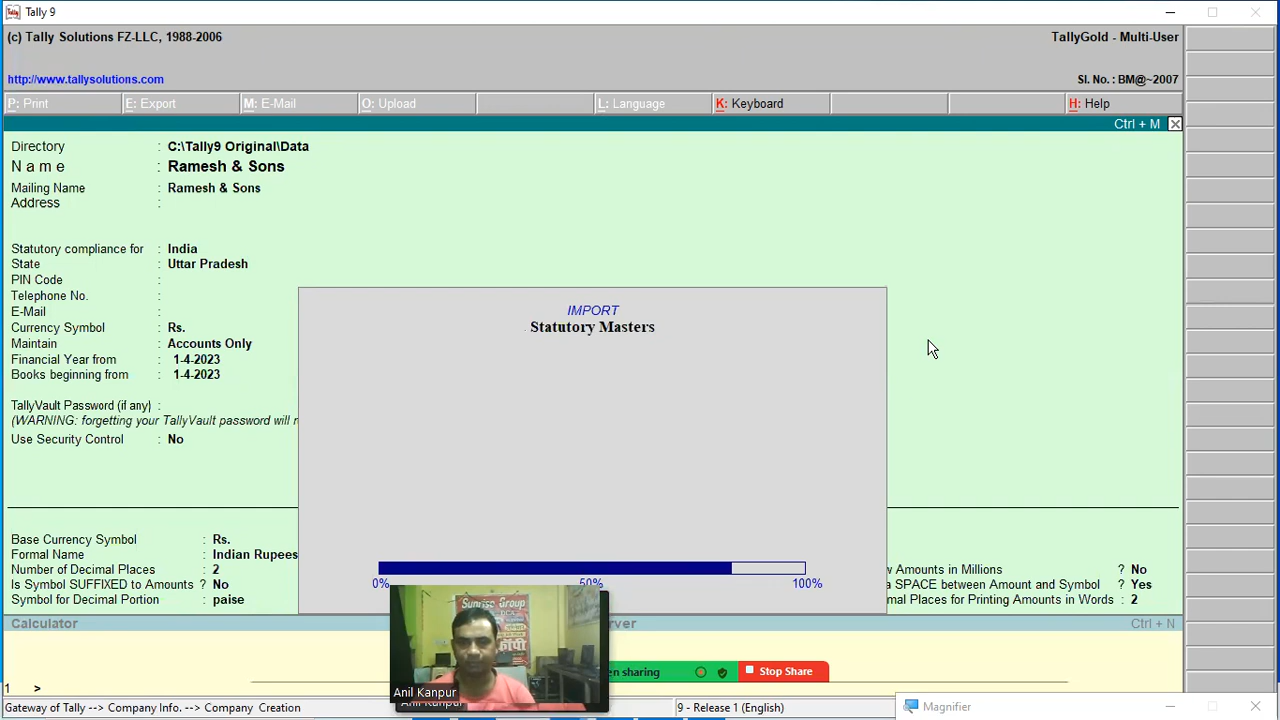 Tally 9
(c) Tally Solutions FZ-LLC, 1988-2006
TallyGold - Multi-User
http://www.tallysolutions.com
Sl. No. : BM@~2007
P: Print
E: Export
M: E-Mail
O: Upload
L: Language
K: Keyboard
H: Help
Ctrl + M
Directory : C:\Tally9 Original\Data
N a m e : Ramesh & Sons
Mailing Name : Ramesh & Sons
Address :
Statutory compliance for : India
State : Uttar Pradesh
PIN Code :
Telephone No. :
E-Mail :
Currency Symbol : Rs.
Maintain : Accounts Only
Financial Year from : 1-4-2023
Books beginning from : 1-4-2023
TallyVault Password (if any) :
(WARNING: forgetting your TallyVault password will r
Use Security Control : No
IMPORT
Statutory Masters
0% 50% 100%
Base Currency Symbol : Rs.
Formal Name : Indian Rupees
Number of Decimal Places : 2
Is Symbol SUFFIXED to Amounts ? No
Symbol for Decimal Portion : paise
w Amounts in Millions ? No
a SPACE between Amount and Symbol ? Yes
mal Places for Printing Amounts in Words : 2
Calculator
rver
Ctrl + N
Sunrise Group
en sharing
Stop Share
1 >
Anil Kanpur
Anil Kanpur
Gateway of Tally --> Company Info. --> Company Creation
9 - Release 1 (English)
Magnifier